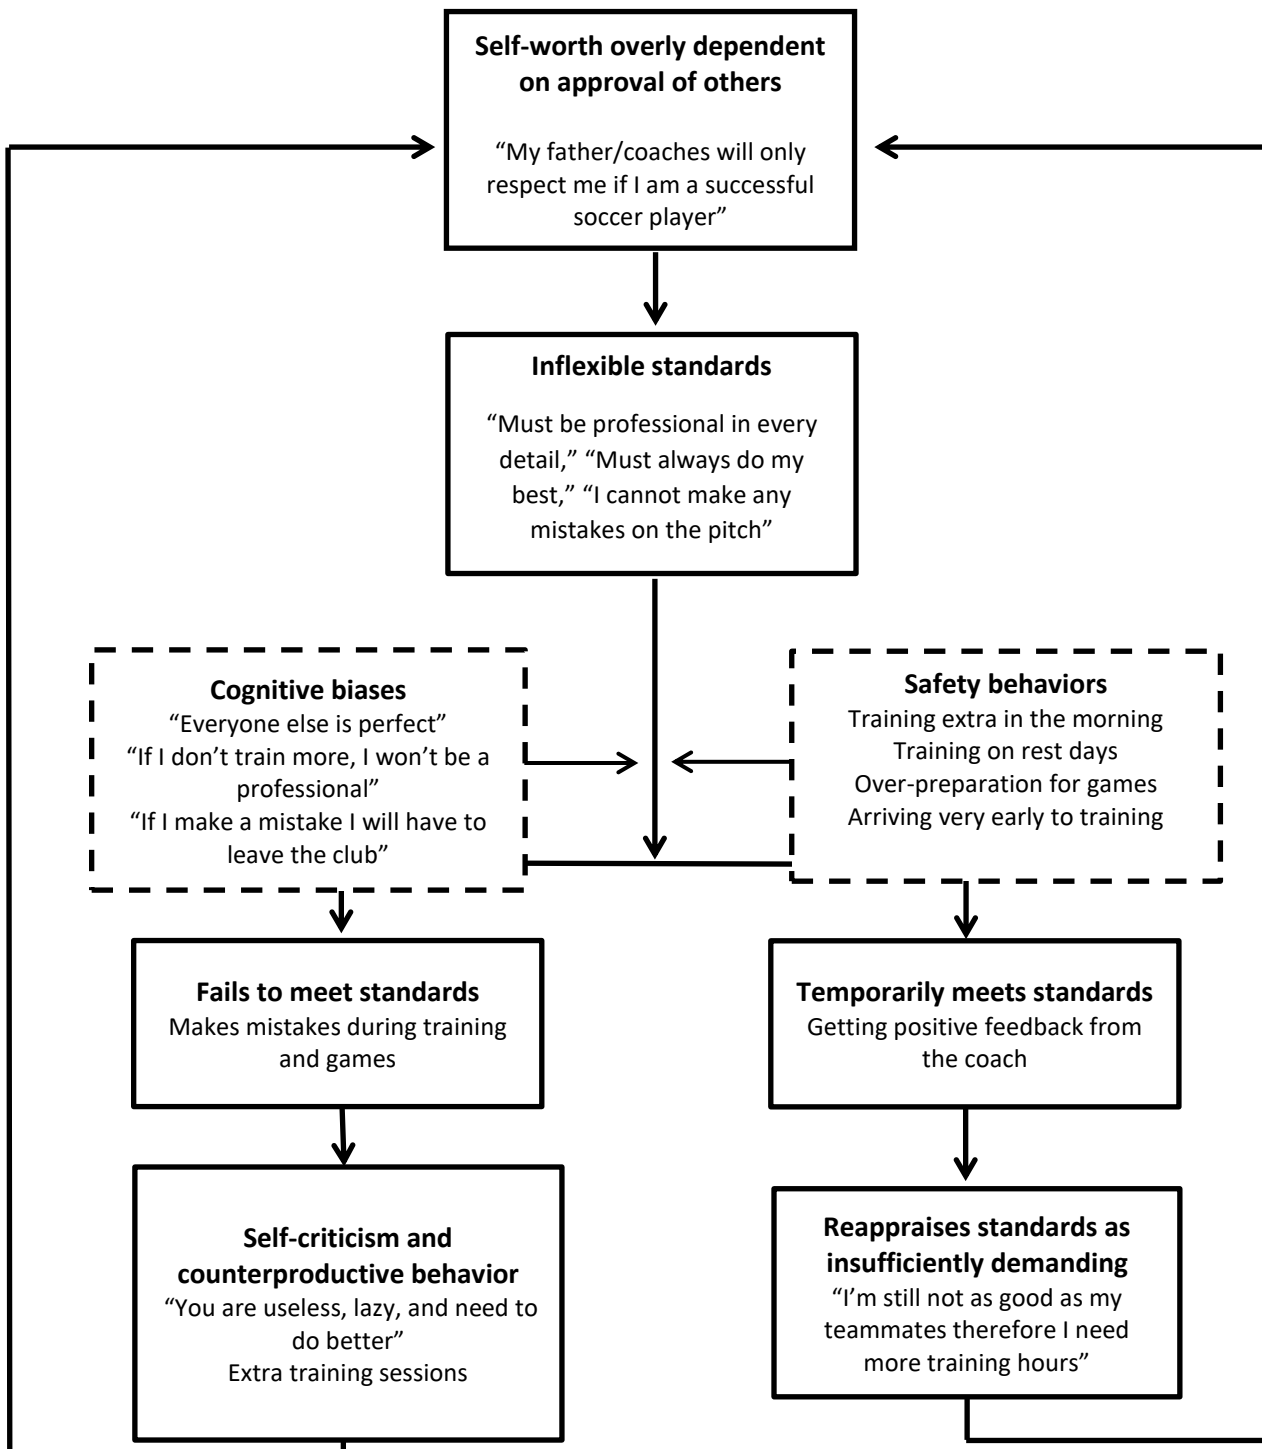 Self-worth overly dependent
on approval of others
“My father/coaches will only
respect me if I am a successful
soccer player”
Inflexible standards
“Must be professional in every
detail,” “Must always do my
best,” “I cannot make any
mistakes on the pitch”
Cognitive biases
“Everyone else is perfect”
“If I don’t train more, I won’t be a
professional”
“If I make a mistake I will have to
leave the club”
Safety behaviors
Training extra in the morning
Training on rest days
Over-preparation for games
Arriving very early to training
Fails to meet standards
Makes mistakes during training
and games
Temporarily meets standards
Getting positive feedback from
the coach
Self-criticism and
counterproductive behavior
“You are useless, lazy, and need to
do better”
Extra training sessions
Reappraises standards as
insufficiently demanding
“I’m still not as good as my
teammates therefore I need
more training hours”